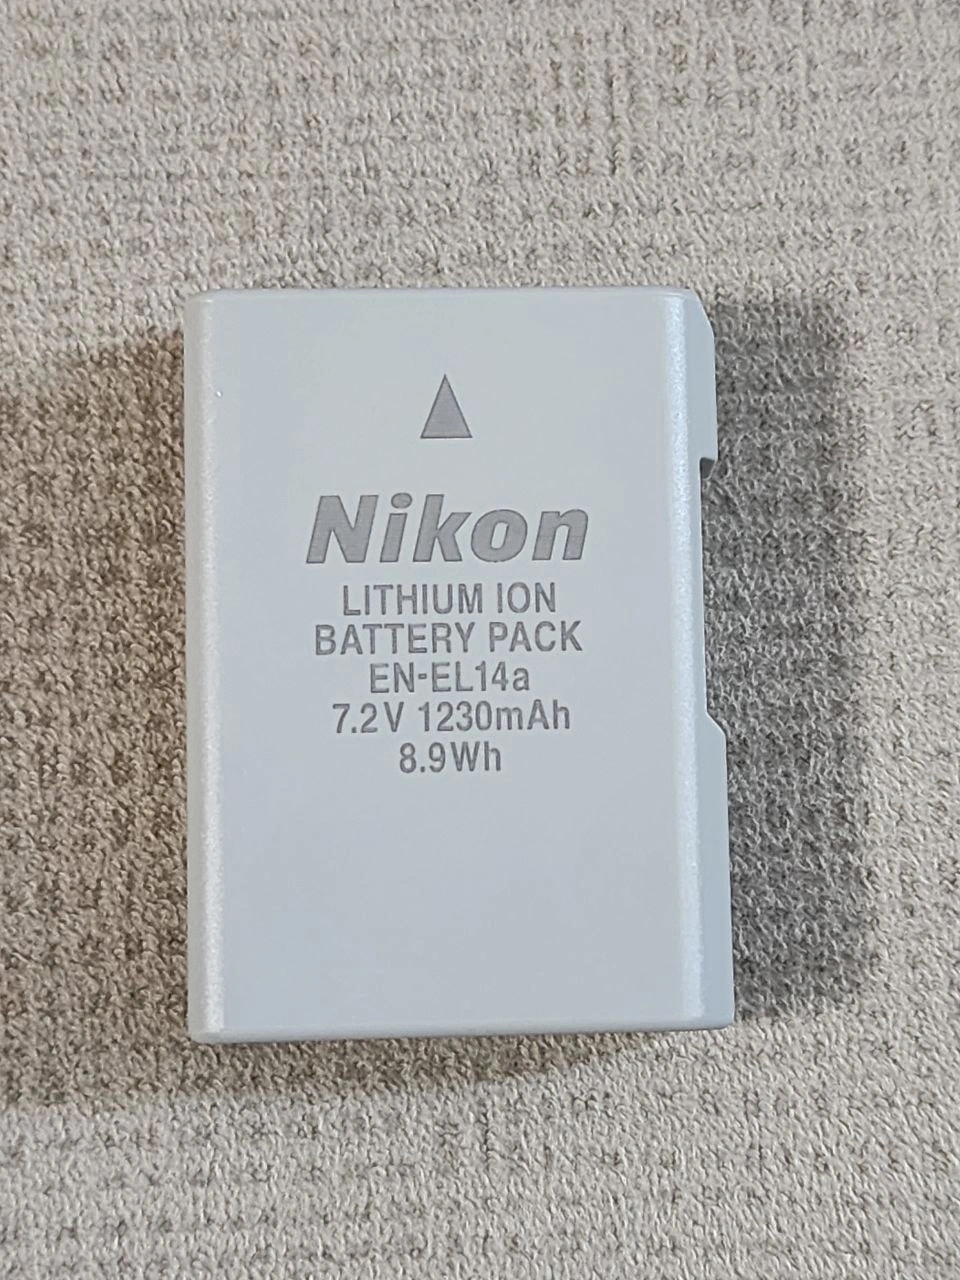 Nikon
LITHIUM ION
BATTERY PACK
EN-EL14a
7.2V 1230mAh
8.9Wh